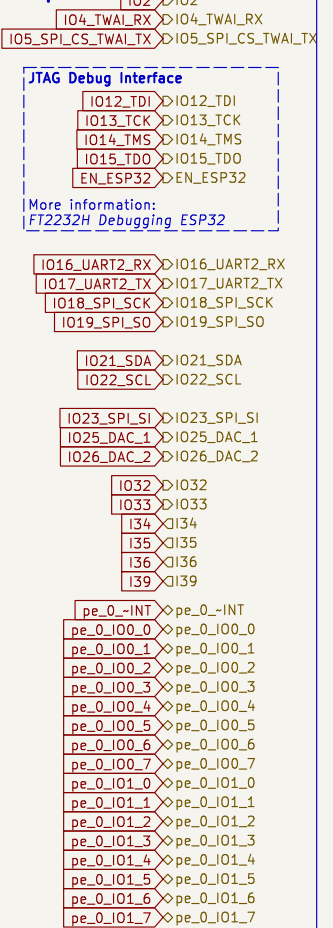 IO2 IO2
IO4_TWAI_RX IO4_TWAI_RX
IO5_SPI_CS_TWAI_TX IO5_SPI_CS_TWAI_TX
JTAG Debug Interface
IO12_TDI IO12_TDI
IO13_TCK IO13_TCK
IO14_TMS IO14_TMS
IO15_TDO IO15_TDO
EN_ESP32 EN_ESP32
More information:
FT2232H Debugging ESP32
IO16_UART2_RX IO16_UART2_RX
IO17_UART2_TX IO17_UART2_TX
IO18_SPI_SCK IO18_SPI_SCK
IO19_SPI_SO IO19_SPI_SO
IO21_SDA IO21_SDA
IO22_SCL IO22_SCL
IO23_SPI_SI IO23_SPI_SI
IO25_DAC_1 IO25_DAC_1
IO26_DAC_2 IO26_DAC_2
IO32 IO32
IO33 IO33
I34 I34
I35 I35
I36 I36
I39 I39
pe_0_~INT pe_0_~INT
pe_0_IO0_0 pe_0_IO0_0
pe_0_IO0_1 pe_0_IO0_1
pe_0_IO0_2 pe_0_IO0_2
pe_0_IO0_3 pe_0_IO0_3
pe_0_IO0_4 pe_0_IO0_4
pe_0_IO0_5 pe_0_IO0_5
pe_0_IO0_6 pe_0_IO0_6
pe_0_IO0_7 pe_0_IO0_7
pe_0_IO1_0 pe_0_IO1_0
pe_0_IO1_1 pe_0_IO1_1
pe_0_IO1_2 pe_0_IO1_2
pe_0_IO1_3 pe_0_IO1_3
pe_0_IO1_4 pe_0_IO1_4
pe_0_IO1_5 pe_0_IO1_5
pe_0_IO1_6 pe_0_IO1_6
pe_0_IO1_7 pe_0_IO1_7